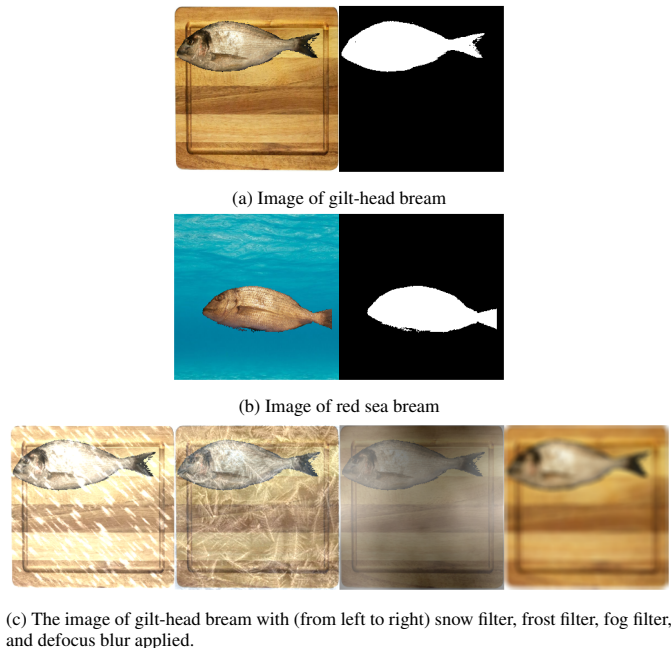 (a) Image of gilt-head bream
(b) Image of red sea bream
(c) The image of gilt-head bream with (from left to right) snow filter, frost filter, fog filter,
and defocus blur applied.